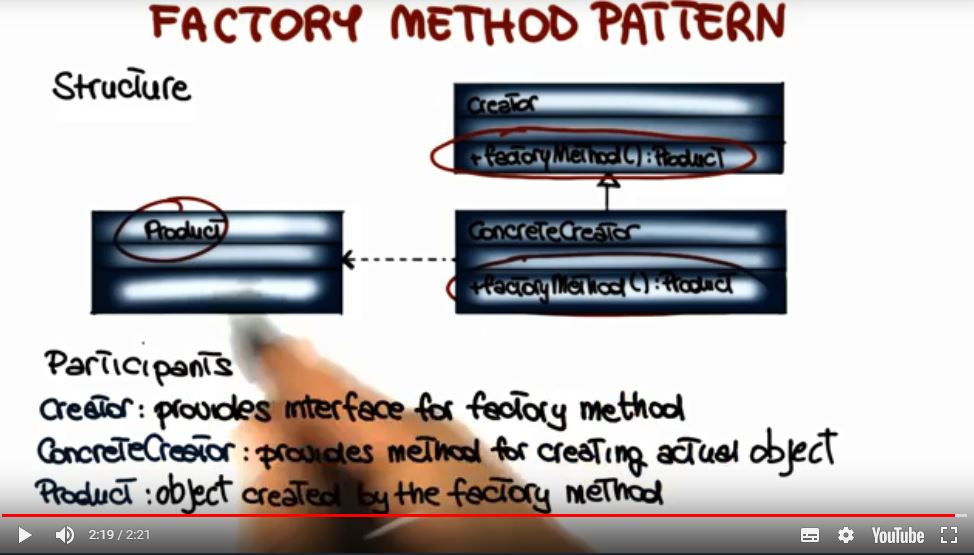 FACTORY METHOD PATTERN
Structure
Creator
+factoryMethod():Product
Product
ConcreteCreator
+factoryMethod():Product
Participants
Creator: provides interface for factory method
ConcreteCreator: provides method for creating actual object
Product: object created by the factory method
2:19 / 2:21
YouTube